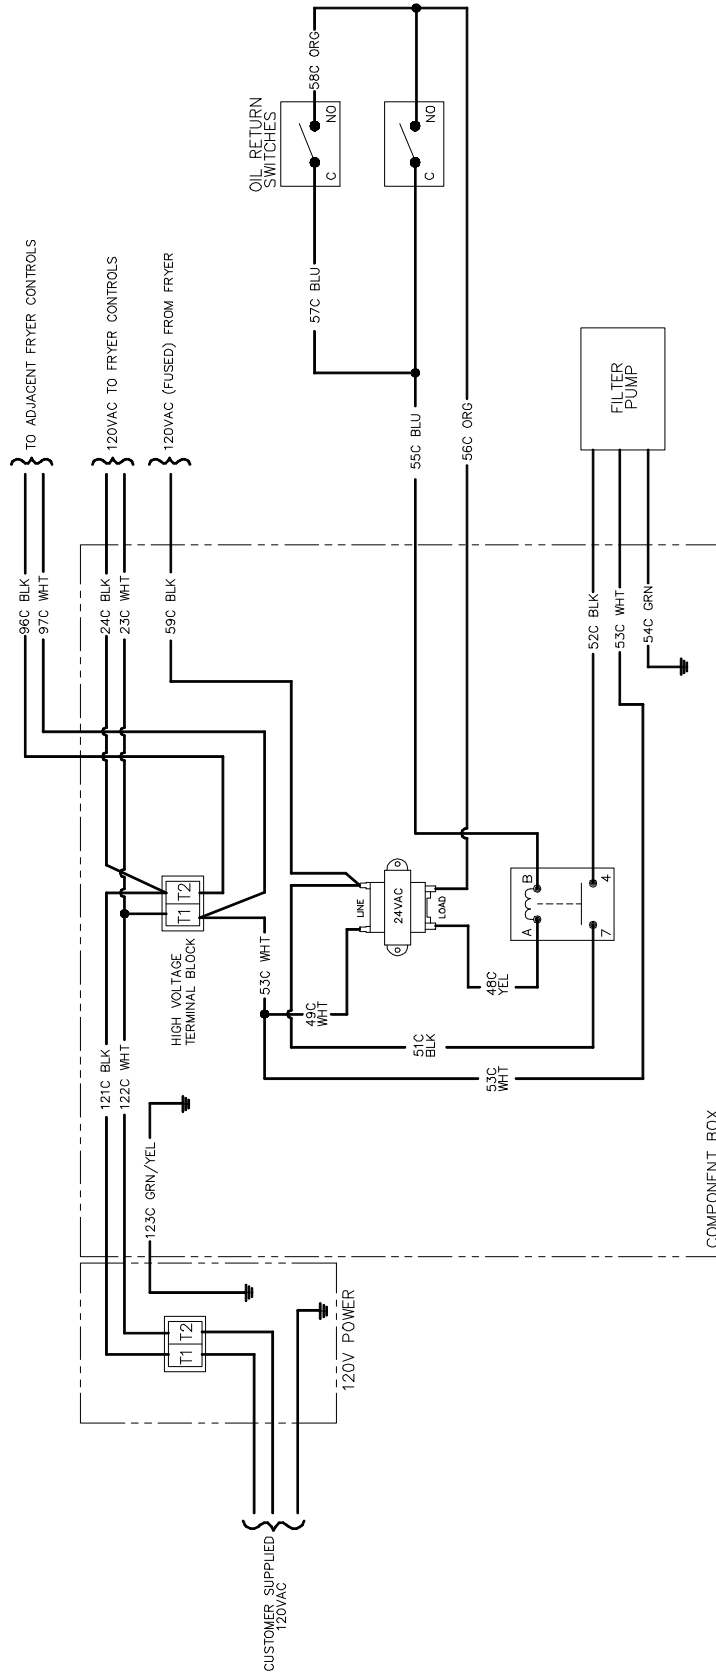 TO ADJACENT FRYER CONTROLS
120VAC TO FRYER CONTROLS
120VAC (FUSED) FROM FRYER
OIL RETURN
SWITCHES
58C ORG
NO
C
57C BLU
NO
C
55C BLU
56C ORG
FILTER
PUMP
96C BLK
97C WHT
24C BLK
23C WHT
59C BLK
52C BLK
53C WHT
54C GRN
T1 T2
HIGH VOLTAGE
TERMINAL BLOCK
53C WHT
LINE
24VAC
LOAD
A B
7 4
49C
WHT
48C
YEL
51C
BLK
53C
WHT
121C BLK
122C WHT
123C GRN/YEL
COMPONENT BOX
T1 T2
120V POWER
CUSTOMER SUPPLIED
120VAC